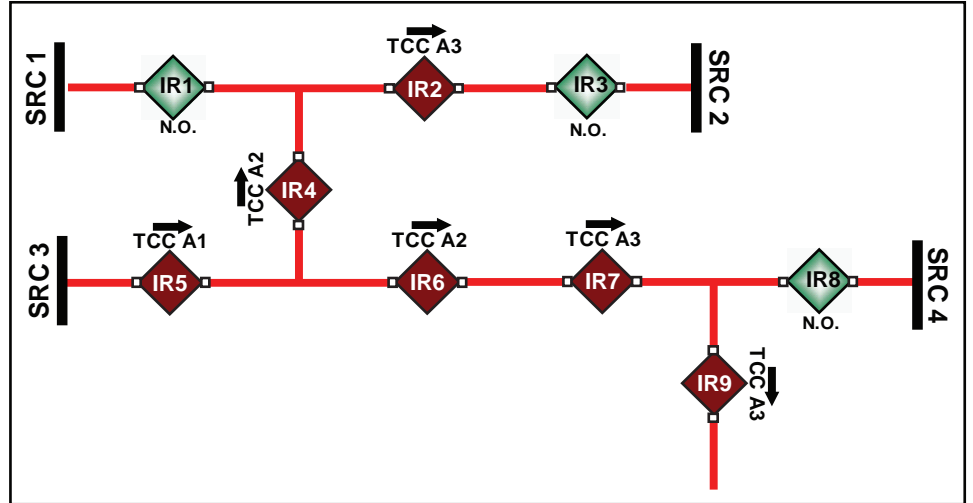 SRC 1
IR1
N.O.
TCC A3
IR2
IR3
N.O.
SRC 2
TCC A2
IR4
SRC 3
TCC A1
IR5
TCC A2
IR6
TCC A3
IR7
IR8
N.O.
SRC 4
IR9
TCC A3